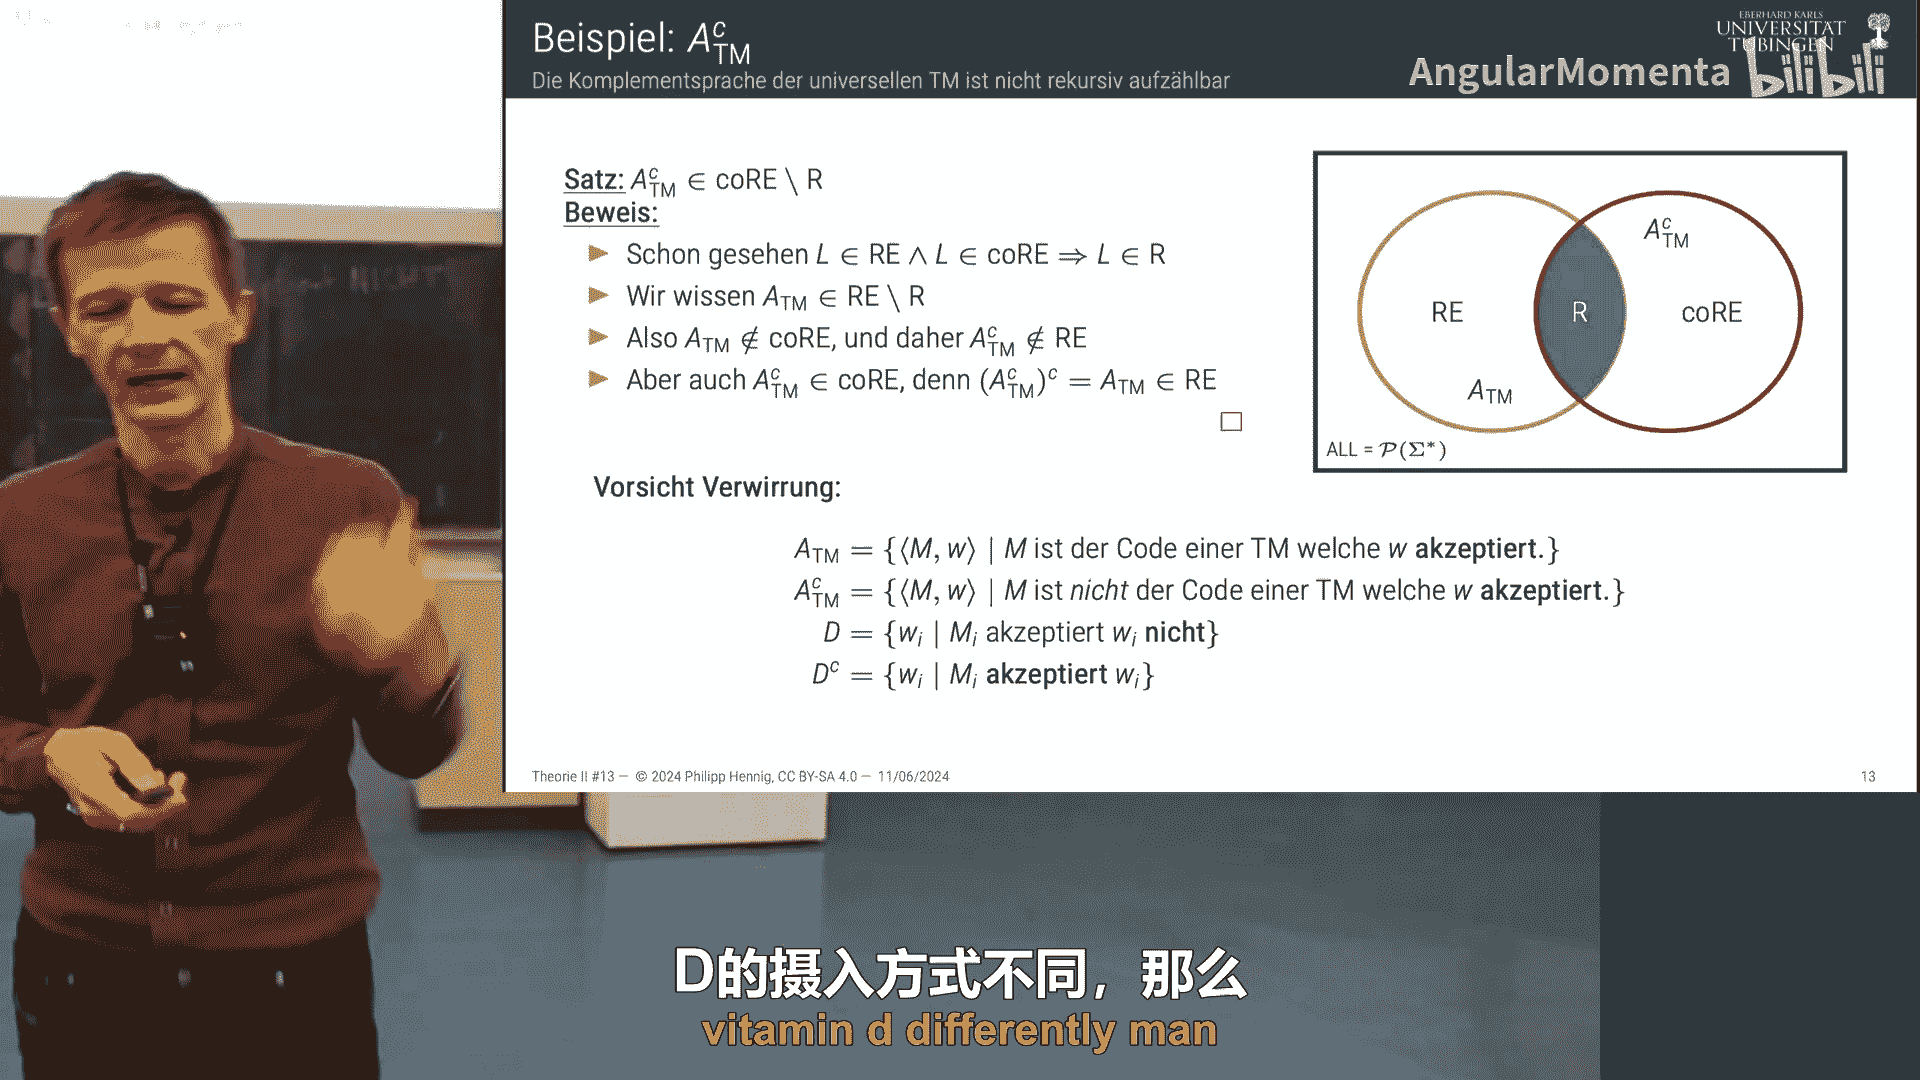 Beispiel: A^c_TM
Die Komplementsprache der universellen TM ist nicht rekursiv aufzählbar
EBERHARD KARLS
UNIVERSITÄT
TÜBINGEN
AngularMomenta
bilibili
Satz: A^c_TM ∈ coRE \ R
Beweis:
Schon gesehen L ∈ RE ∧ L ∈ coRE ⇒ L ∈ R
Wir wissen A_TM ∈ RE \ R
Also A_TM ∉ coRE, und daher A^c_TM ∉ RE
Aber auch A^c_TM ∈ coRE, denn (A^c_TM)^c = A_TM ∈ RE
□
A^c_TM
RE
R
coRE
A_TM
ALL = 𝒫(Σ*)
Vorsicht Verwirrung:
A_TM = {⟨M, w⟩ | M ist der Code einer TM welche w akzeptiert.}
A^c_TM = {⟨M, w⟩ | M ist nicht der Code einer TM welche w akzeptiert.}
D = {w_i | M_i akzeptiert w_i nicht}
D^c = {w_i | M_i akzeptiert w_i}
Theorie II #13 — © 2024 Philipp Hennig, CC BY-SA 4.0 — 11/06/2024
13
D的摄入方式不同，那么
vitamin d differently man